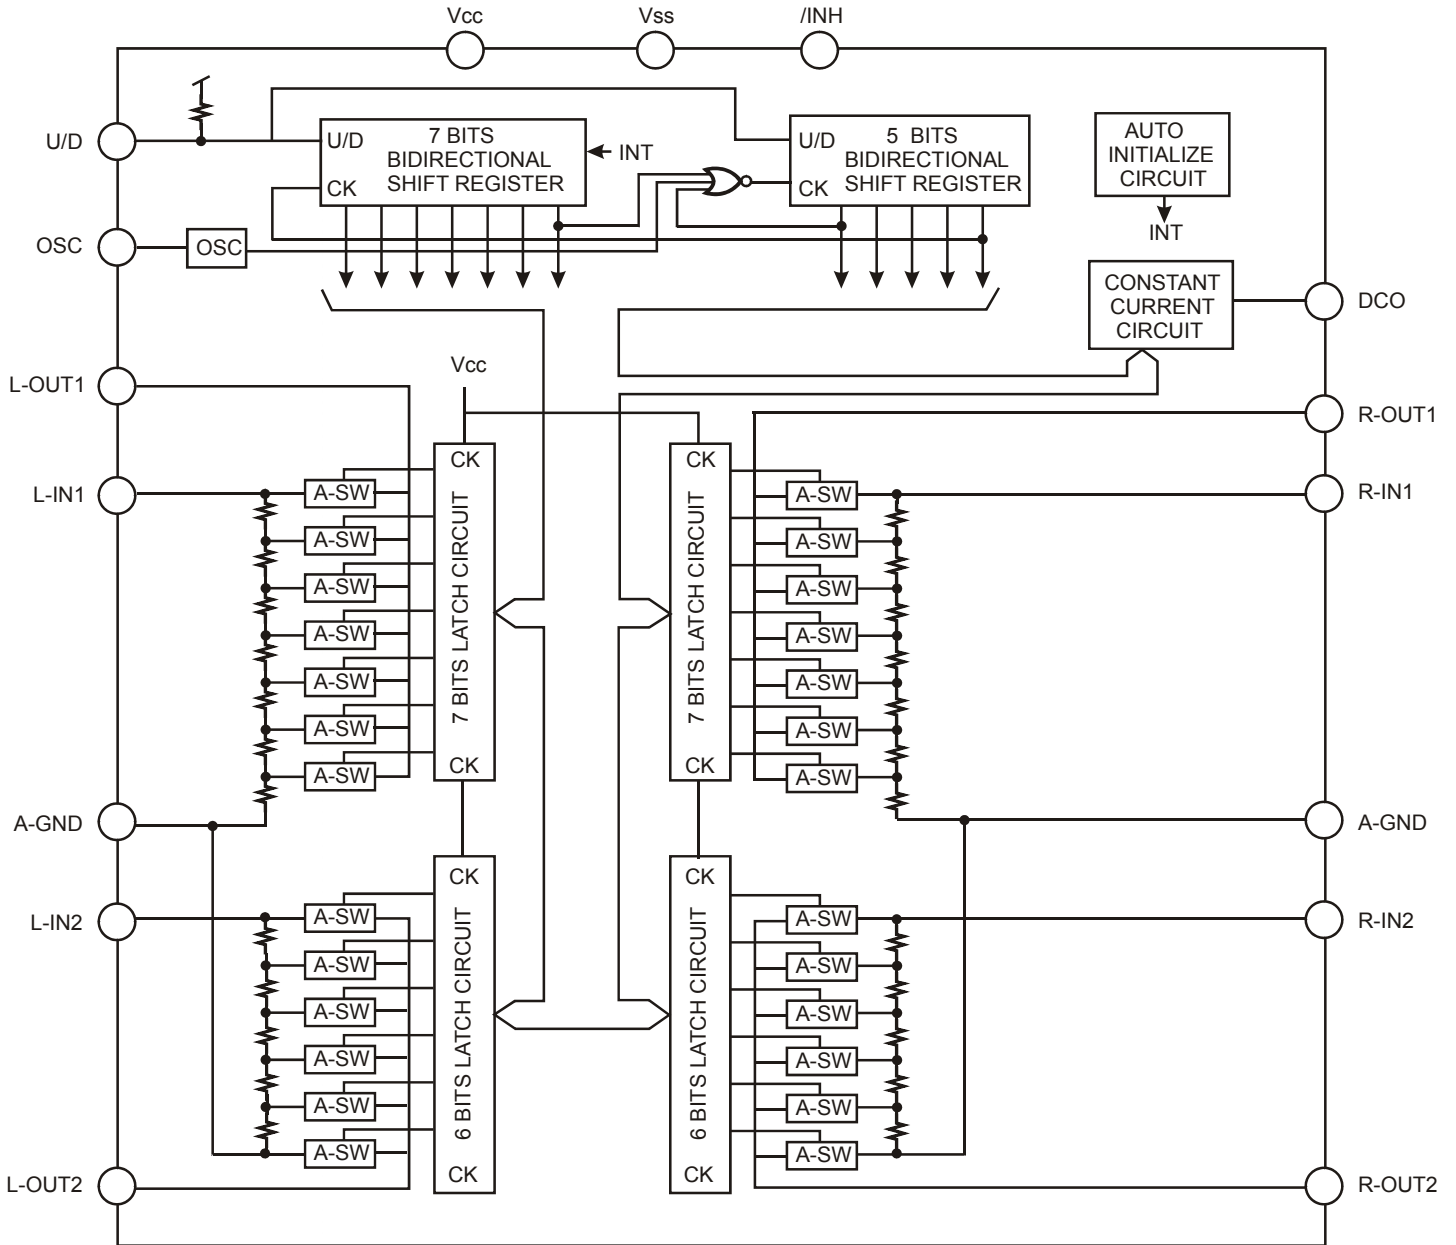 Vcc
Vss
/INH
U/D
U/D
CK
7 BITS
BIDIRECTIONAL
SHIFT REGISTER
INT
U/D
CK
5 BITS
BIDIRECTIONAL
SHIFT REGISTER
AUTO
INITIALIZE
CIRCUIT
INT
OSC
OSC
CONSTANT
CURRENT
CIRCUIT
DCO
L-OUT1
Vcc
R-OUT1
L-IN1
A-SW
A-SW
A-SW
A-SW
A-SW
A-SW
A-SW
CK
7 BITS LATCH CIRCUIT
CK
CK
7 BITS LATCH CIRCUIT
CK
A-SW
A-SW
A-SW
A-SW
A-SW
A-SW
A-SW
R-IN1
A-GND
A-GND
L-IN2
A-SW
A-SW
A-SW
A-SW
A-SW
A-SW
CK
6 BITS LATCH CIRCUIT
CK
CK
6 BITS LATCH CIRCUIT
CK
A-SW
A-SW
A-SW
A-SW
A-SW
A-SW
R-IN2
L-OUT2
R-OUT2